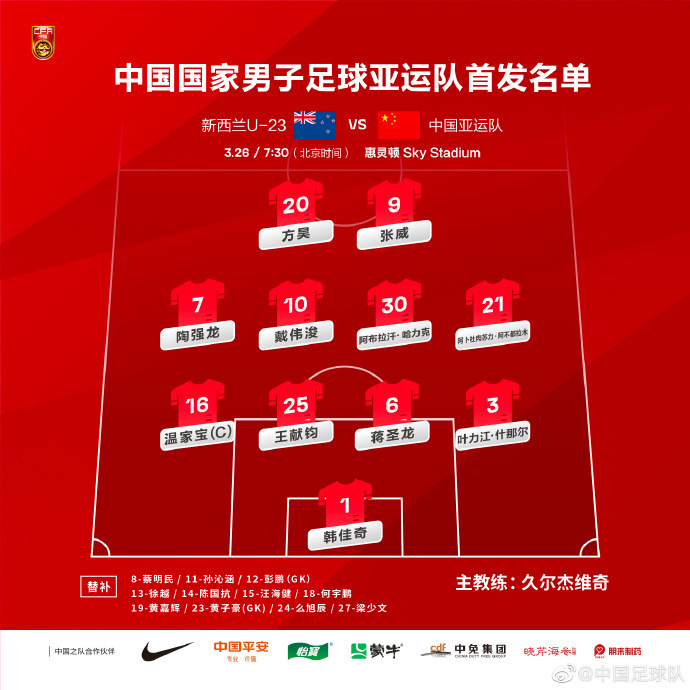 CFA
中国国家男子足球亚运队首发名单
新西兰U-23 VS 中国亚运队
3.26 / 7:30（北京时间） 惠灵顿 Sky Stadium
20 9
方昊 张威
7 10 30 21
陶强龙 戴伟浚 阿布拉汗·哈力克 阿卜杜肉苏力·阿不都拉木
16 25 6 3
温家宝(C) 王献钧 蒋圣龙 叶力江·什那尔
1
韩佳奇
替补
8-蔡明民 / 11-孙沁涵 / 12-彭鹏(GK)
13-徐越 / 14-陈国抗 / 15-汪海健 / 18-何宇鹏
19-黄嘉辉 / 23-黄子豪(GK) / 24-么旭辰 / 27-梁少文
主教练：久尔杰维奇
中国之队合作伙伴
中国平安
专业·价值
怡宝
蒙牛
cdf 中免集团
CHINA DUTY FREE GROUP
晓芹海参
朗来制药
@中国足球队